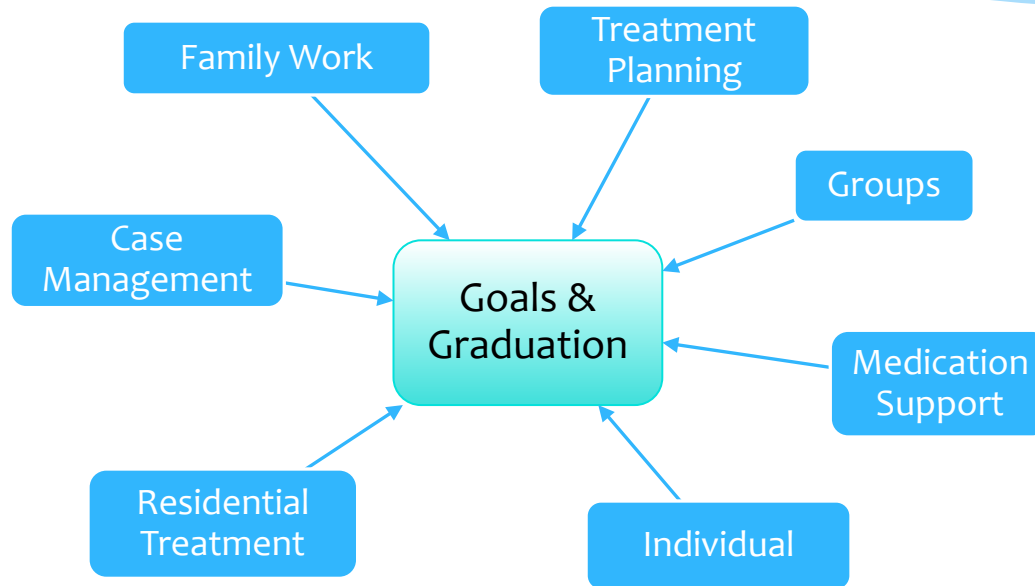 Family Work
Treatment
Planning
Groups
Case
Management
Goals &
Graduation
Medication
Support
Residential
Treatment
Individual